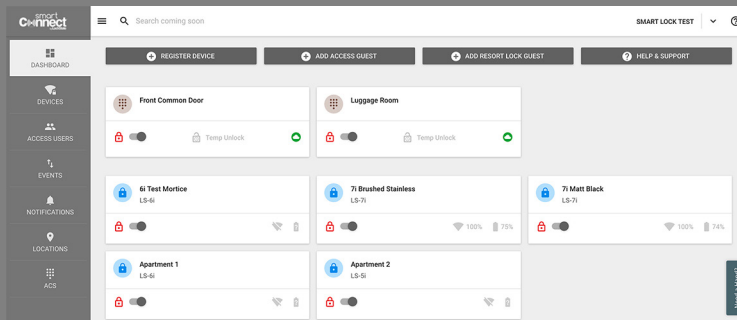 smart
Connect
Search coming soon
SMART LOCK TEST
REGISTER DEVICE
ADD ACCESS GUEST
ADD RESORT LOCK GUEST
HELP & SUPPORT
DASHBOARD
DEVICES
ACCESS USERS
EVENTS
NOTIFICATIONS
LOCATIONS
ACS
Front Common Door
Temp Unlock
Luggage Room
Temp Unlock
6i Test Mortice
LS-6i
7i Brushed Stainless
LS-7i
100%
75%
7i Matt Black
LS-7i
100%
74%
Apartment 1
LS-6i
Apartment 2
LS-5i